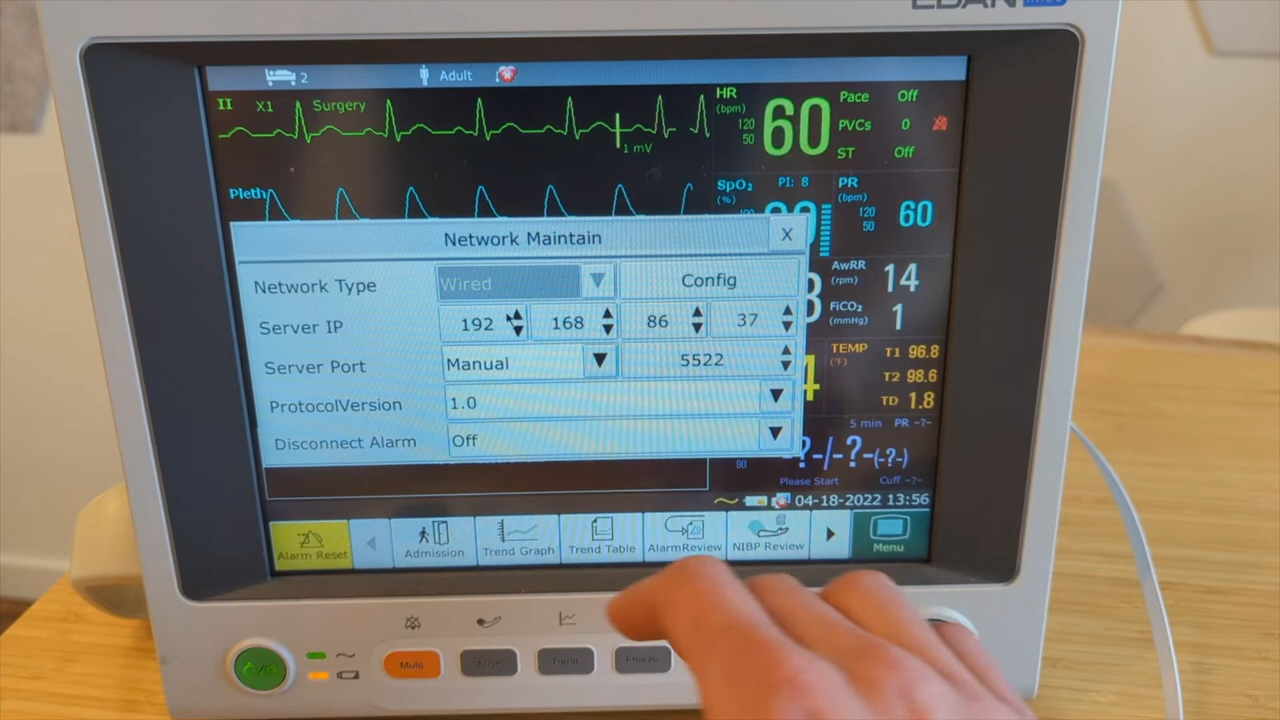 EDAN
2 Adult
II X1 Surgery
1 mV
HR
(bpm)
120
50
60
Pace Off
PVCs 0
ST Off
Pleth
SpO₂ PI: 8
(%)
PR
(bpm)
120
50
60
Network Maintain X
Network Type Wired Config
Server IP 192 168 86 37
Server Port Manual 5522
ProtocolVersion 1.0
Disconnect Alarm Off
AwRR
(rpm)
14
FiCO₂
(mmHg)
1
TEMP
(°F)
T1 96.8
T2 98.6
TD 1.8
5 min PR -?-
90
-?-/-?-(-?-)
Please Start Cuff -?-
04-18-2022 13:56
Alarm Reset Admission Trend Graph Trend Table AlarmReview NIBP Review Menu
Mute NIBP Trend Freeze